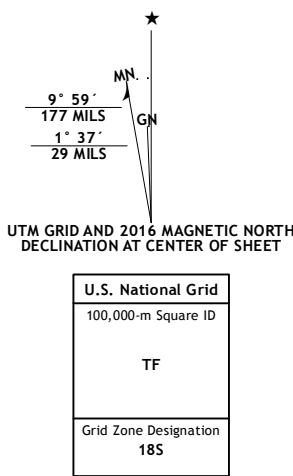 ★
MN
GN
9° 59´
177 MILS
1° 37´
29 MILS
UTM GRID AND 2016 MAGNETIC NORTH
DECLINATION AT CENTER OF SHEET
U.S. National Grid
100,000-m Square ID
TF
Grid Zone Designation
18S